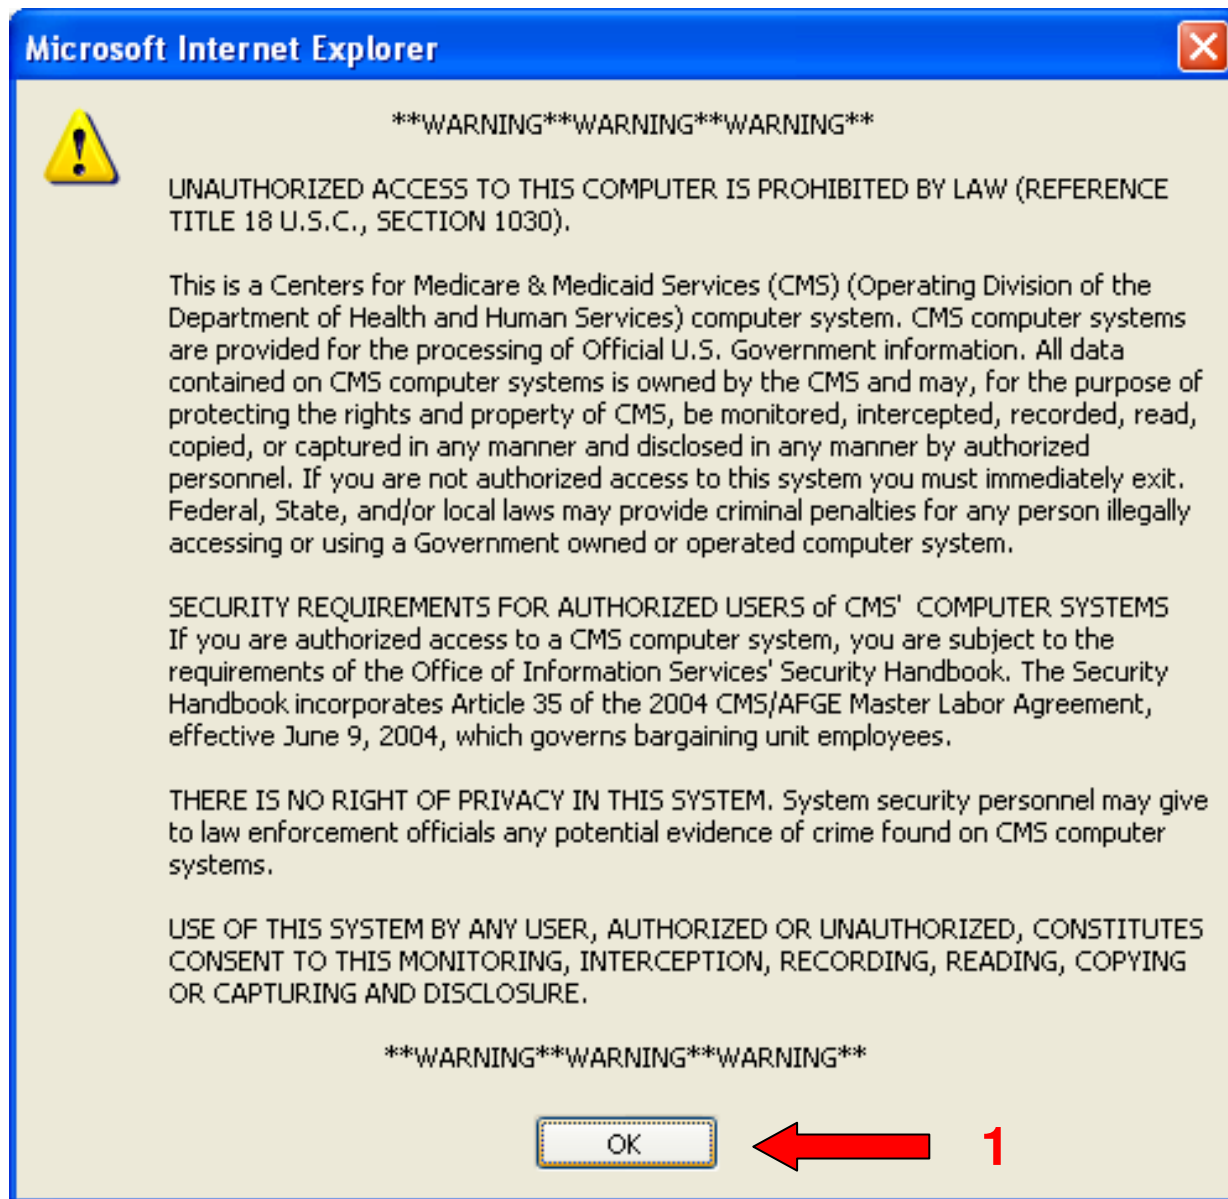 Microsoft Internet Explorer
**WARNING**WARNING**WARNING**
UNAUTHORIZED ACCESS TO THIS COMPUTER IS PROHIBITED BY LAW (REFERENCE
TITLE 18 U.S.C., SECTION 1030).
This is a Centers for Medicare & Medicaid Services (CMS) (Operating Division of the
Department of Health and Human Services) computer system. CMS computer systems
are provided for the processing of Official U.S. Government information. All data
contained on CMS computer systems is owned by the CMS and may, for the purpose of
protecting the rights and property of CMS, be monitored, intercepted, recorded, read,
copied, or captured in any manner and disclosed in any manner by authorized
personnel. If you are not authorized access to this system you must immediately exit.
Federal, State, and/or local laws may provide criminal penalties for any person illegally
accessing or using a Government owned or operated computer system.
SECURITY REQUIREMENTS FOR AUTHORIZED USERS of CMS'  COMPUTER SYSTEMS
If you are authorized access to a CMS computer system, you are subject to the
requirements of the Office of Information Services' Security Handbook. The Security
Handbook incorporates Article 35 of the 2004 CMS/AFGE Master Labor Agreement,
effective June 9, 2004, which governs bargaining unit employees.
THERE IS NO RIGHT OF PRIVACY IN THIS SYSTEM. System security personnel may give
to law enforcement officials any potential evidence of crime found on CMS computer
systems.
USE OF THIS SYSTEM BY ANY USER, AUTHORIZED OR UNAUTHORIZED, CONSTITUTES
CONSENT TO THIS MONITORING, INTERCEPTION, RECORDING, READING, COPYING
OR CAPTURING AND DISCLOSURE.
**WARNING**WARNING**WARNING**
OK 1